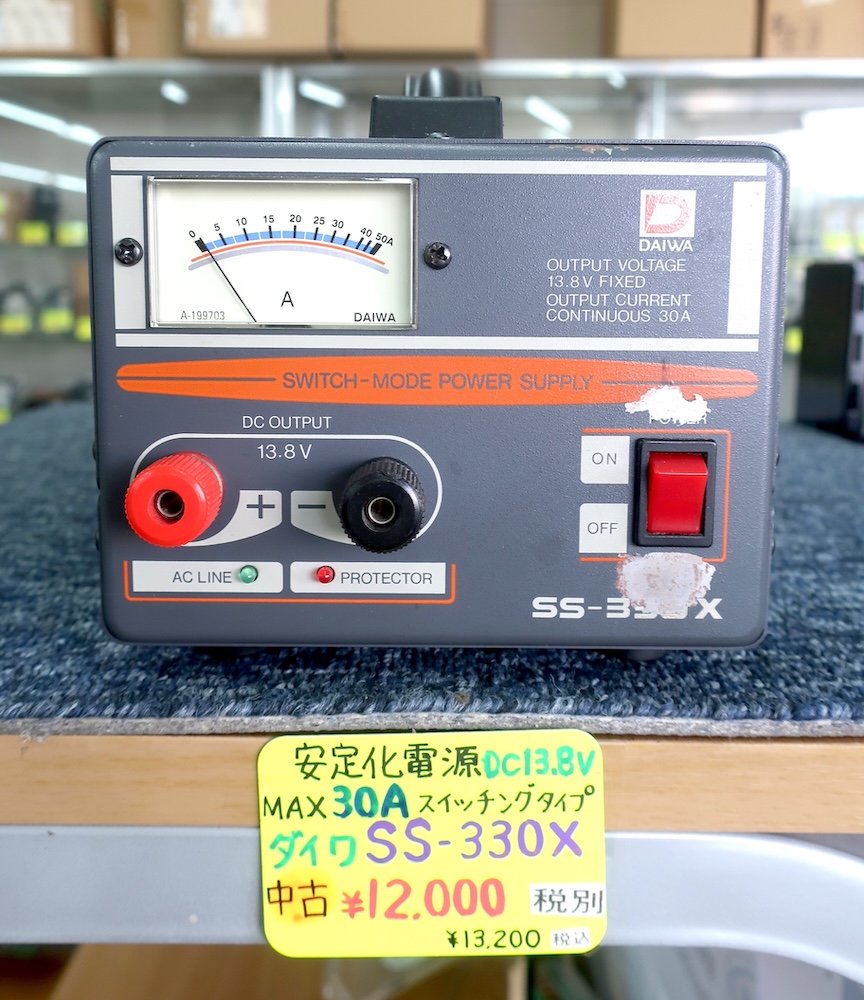 0 5 10 15 20 25 30 40 50A
A
A-199703
DAIWA
DAIWA
OUTPUT VOLTAGE
13.8V FIXED
OUTPUT CURRENT
CONTINUOUS 30A
SWITCH-MODE POWER SUPPLY
DC OUTPUT
13.8V
+ −
ON
OFF
AC LINE
PROTECTOR
安定化電源DC13.8V
MAX30Aスイッチングタイプ
ダイワSS-330X
中古 ¥12,000 税別
¥13,200 税込